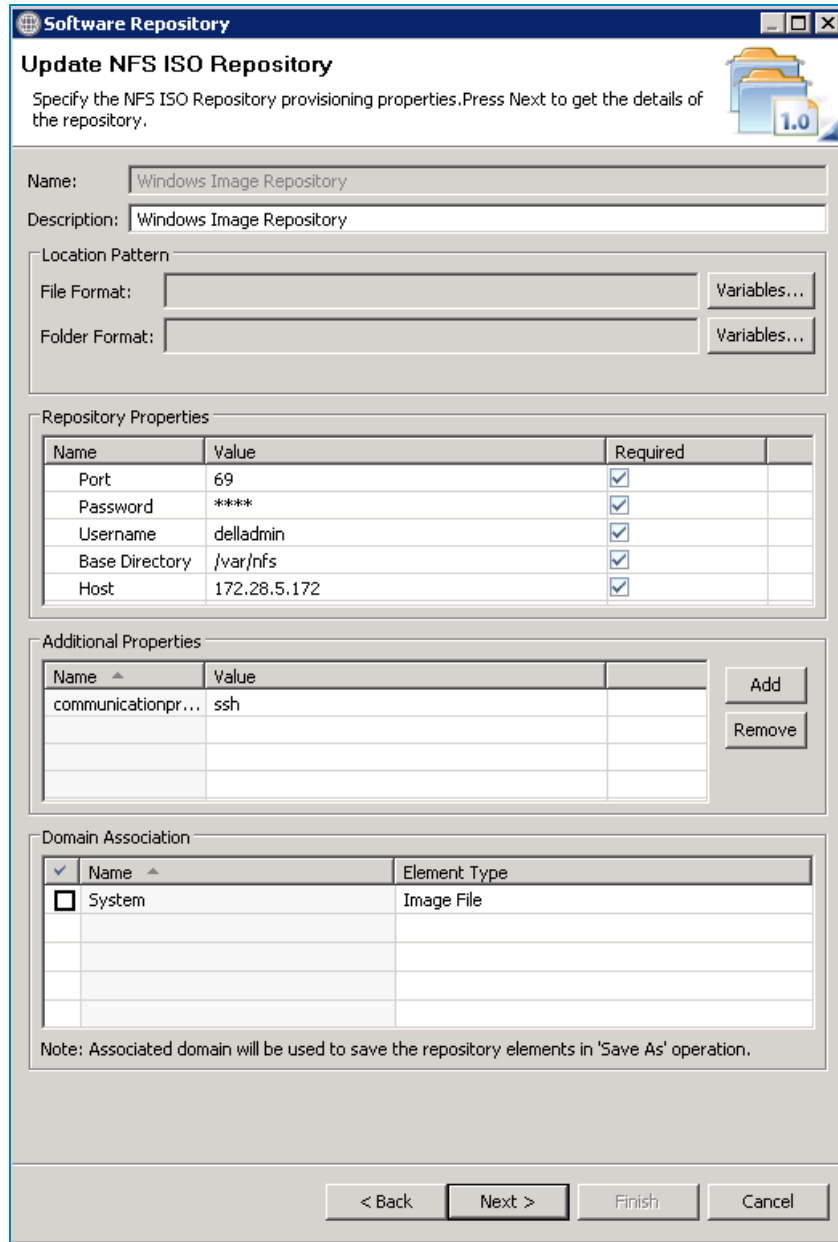 Software Repository
Update NFS ISO Repository
Specify the NFS ISO Repository provisioning properties.Press Next to get the details of
the repository.
1.0
Name: Windows Image Repository
Description: Windows Image Repository
Location Pattern
File Format: Variables...
Folder Format: Variables...
Repository Properties
Name Value Required
Port 69
Password ****
Username delladmin
Base Directory /var/nfs
Host 172.28.5.172
Additional Properties
Name Value
communicationpr... ssh
Add
Remove
Domain Association
Name Element Type
System Image File
Note: Associated domain will be used to save the repository elements in 'Save As' operation.
< Back Next > Finish Cancel